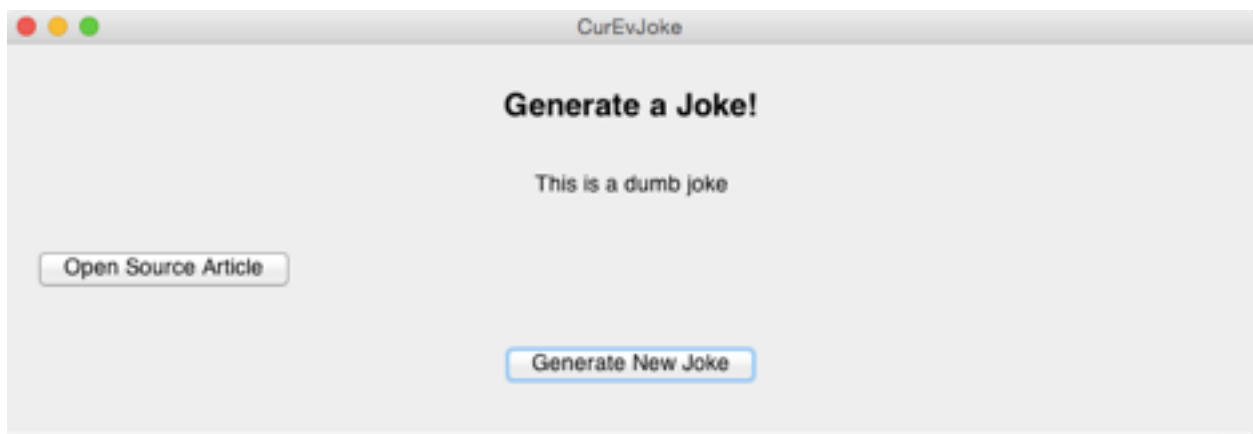 CurEvJoke
Generate a Joke!
This is a dumb joke
Open Source Article
Generate New Joke